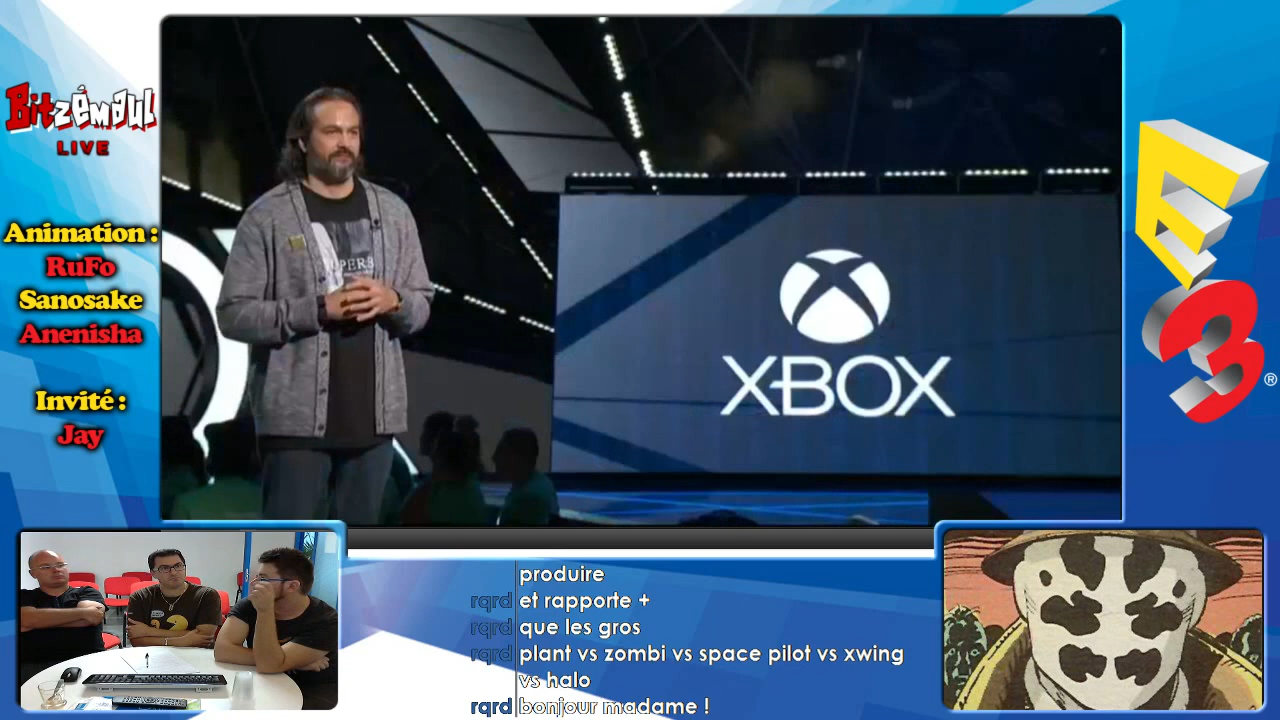 Bitzémoul
LIVE
Animation :
RuFo
Sanosake
Anenisha
Invité :
Jay
SUPERB
XBOX
E3®
produire
rqrd et rapporte +
rqrd que les gros
rqrd plant vs zombi vs space pilot vs xwing
vs halo
rqrd bonjour madame !